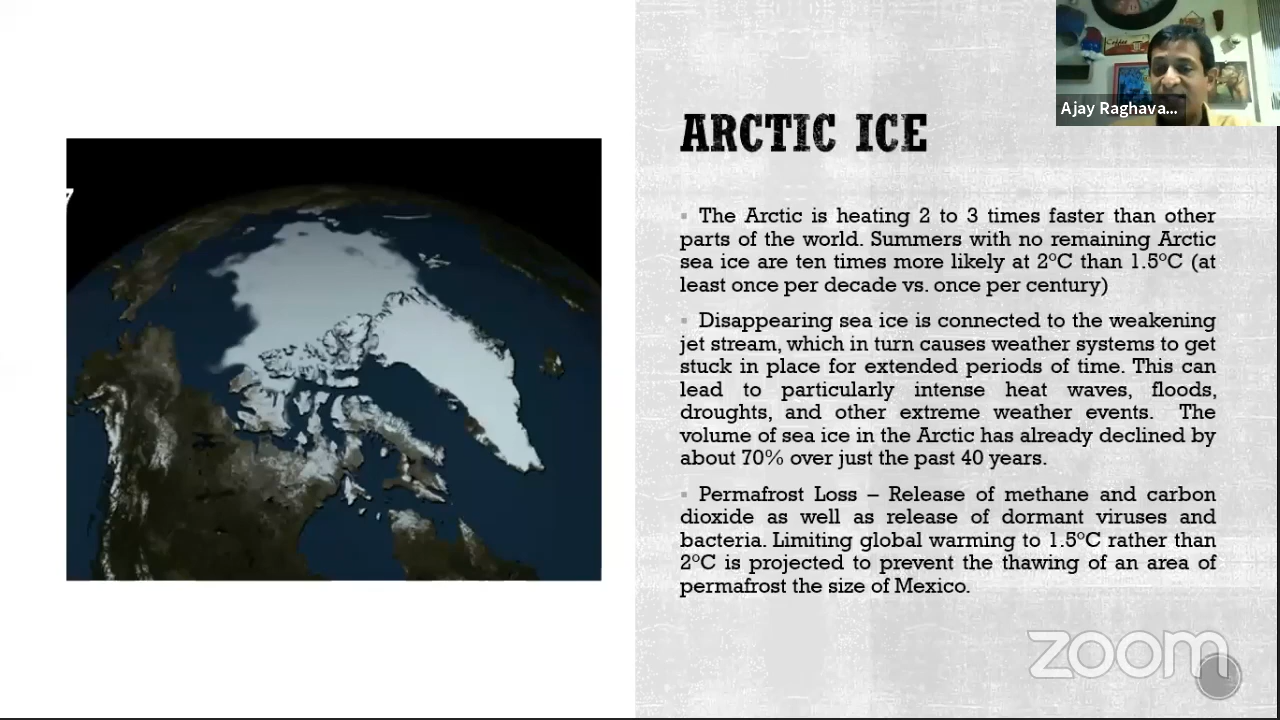 ARCTIC ICE
The Arctic is heating 2 to 3 times faster than other
parts of the world. Summers with no remaining Arctic
sea ice are ten times more likely at 2°C than 1.5°C (at
least once per decade vs. once per century)
Disappearing sea ice is connected to the weakening
jet stream, which in turn causes weather systems to get
stuck in place for extended periods of time. This can
lead to particularly intense heat waves, floods,
droughts, and other extreme weather events. The
volume of sea ice in the Arctic has already declined by
about 70% over just the past 40 years.
Permafrost Loss – Release of methane and carbon
dioxide as well as release of dormant viruses and
bacteria. Limiting global warming to 1.5°C rather than
2°C is projected to prevent the thawing of an area of
permafrost the size of Mexico.
Ajay Raghava...
zoom